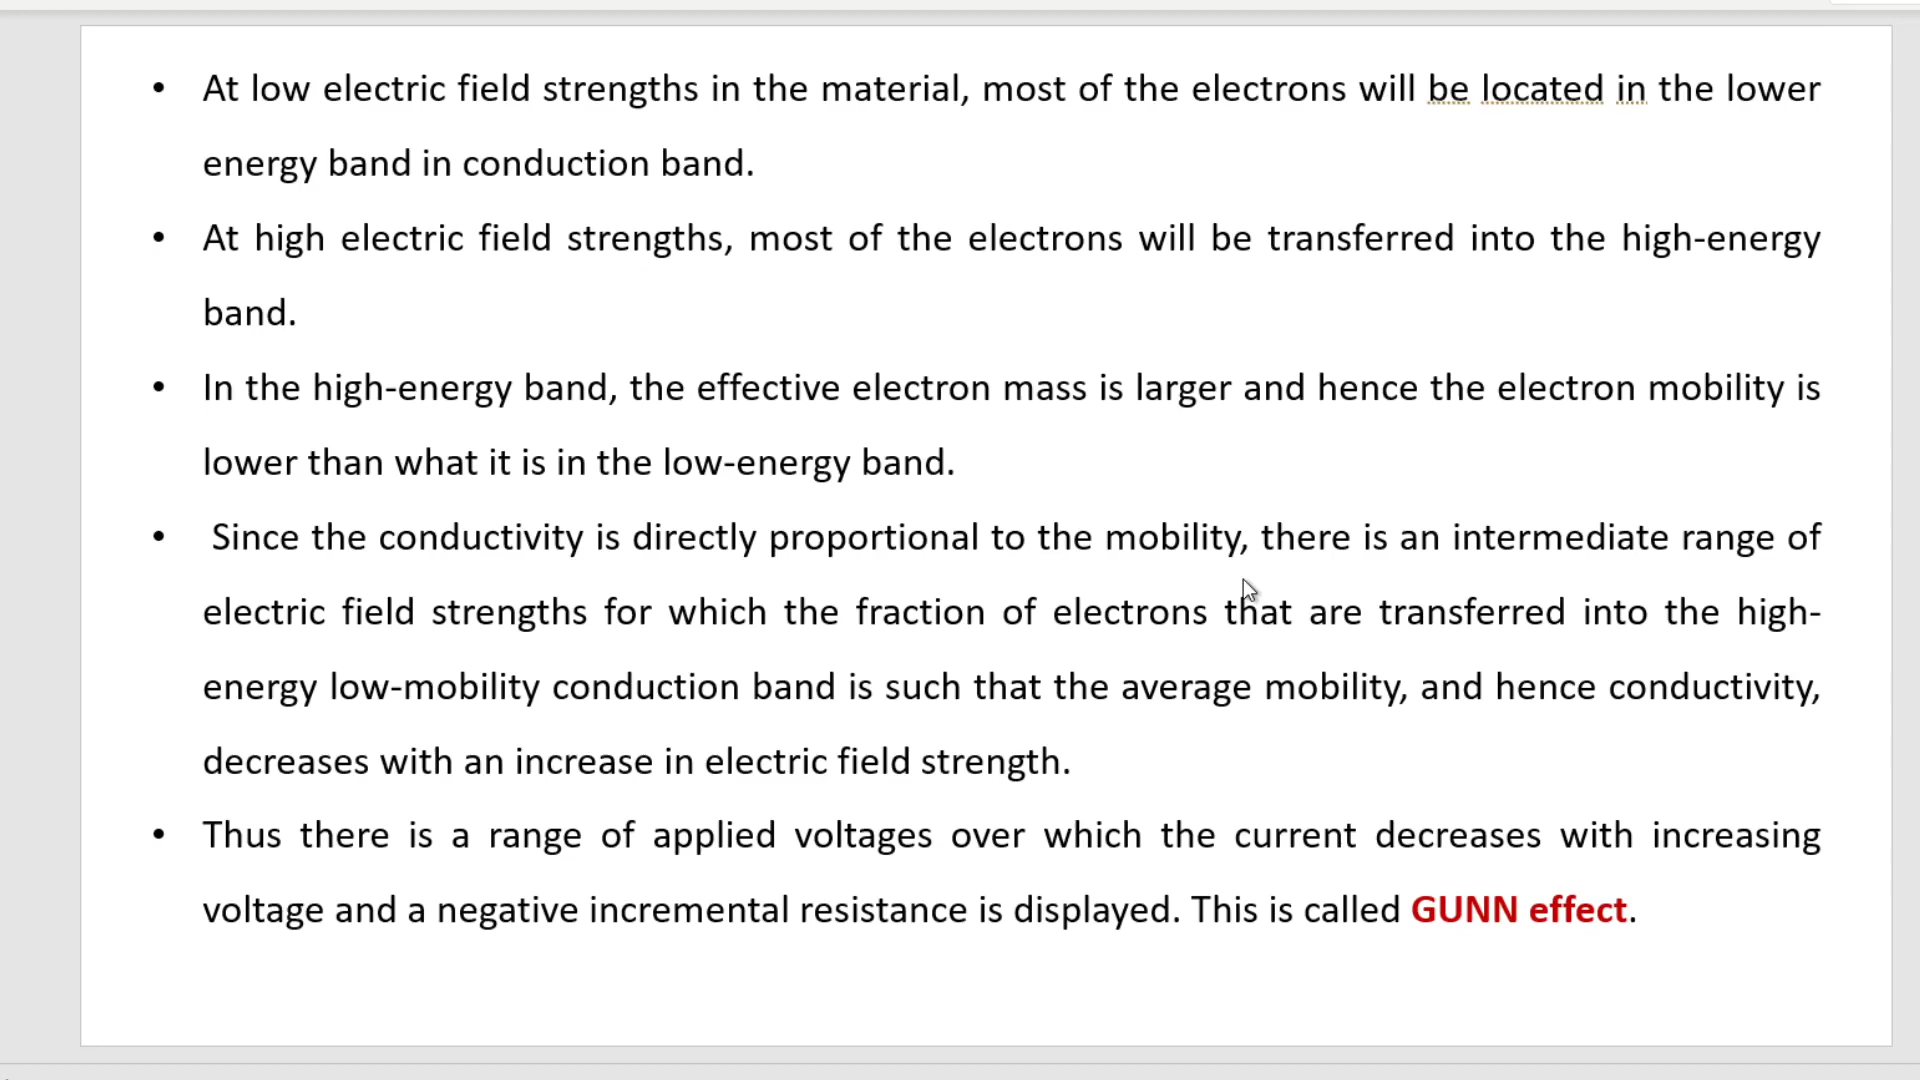 • At low electric field strengths in the material, most of the electrons will be located in the lower
energy band in conduction band.
• At high electric field strengths, most of the electrons will be transferred into the high-energy
band.
• In the high-energy band, the effective electron mass is larger and hence the electron mobility is
lower than what it is in the low-energy band.
• Since the conductivity is directly proportional to the mobility, there is an intermediate range of
electric field strengths for which the fraction of electrons that are transferred into the high-
energy low-mobility conduction band is such that the average mobility, and hence conductivity,
decreases with an increase in electric field strength.
• Thus there is a range of applied voltages over which the current decreases with increasing
voltage and a negative incremental resistance is displayed. This is called GUNN effect.